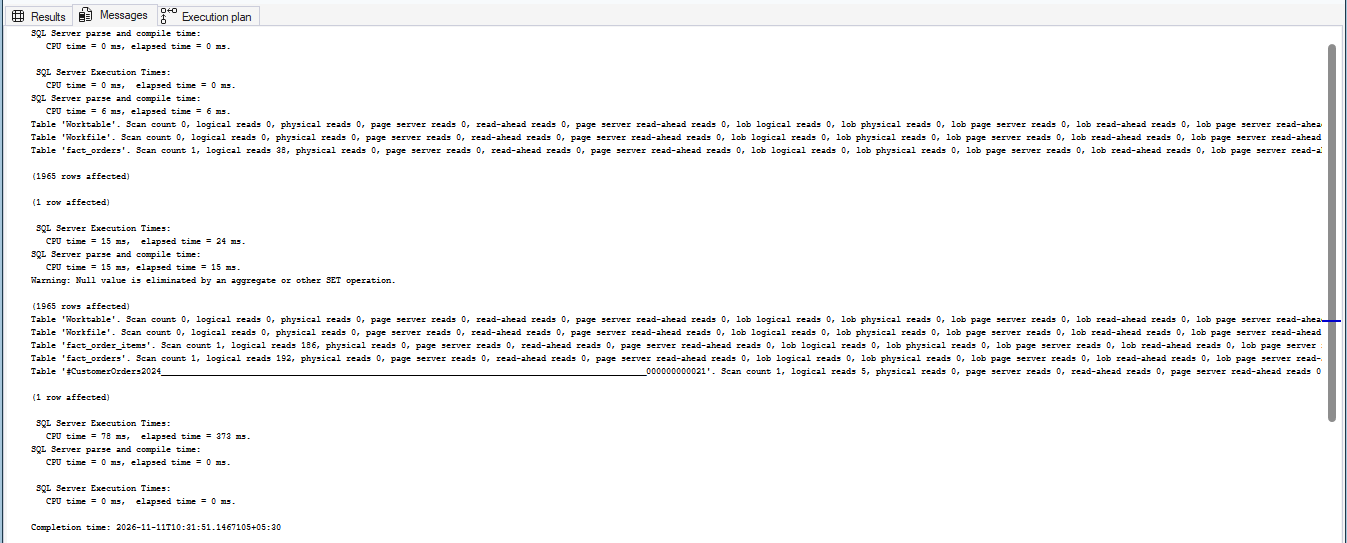 Results Messages Execution plan
SQL Server parse and compile time:
CPU time = 0 ms, elapsed time = 0 ms.
SQL Server Execution Times:
CPU time = 0 ms, elapsed time = 0 ms.
SQL Server parse and compile time:
CPU time = 6 ms, elapsed time = 6 ms.
Table 'Worktable'. Scan count 0, logical reads 0, physical reads 0, page server reads 0, read-ahead reads 0, page server read-ahead reads 0, lob logical reads 0, lob physical reads 0, lob page server reads 0, lob read-ahead reads 0, lob page server read-ahea
Table 'Workfile'. Scan count 0, logical reads 0, physical reads 0, page server reads 0, read-ahead reads 0, page server read-ahead reads 0, lob logical reads 0, lob physical reads 0, lob page server reads 0, lob read-ahead reads 0, lob page server read-ahead
Table 'fact_orders'. Scan count 1, logical reads 38, physical reads 0, page server reads 0, read-ahead reads 0, page server read-ahead reads 0, lob logical reads 0, lob physical reads 0, lob page server reads 0, lob read-ahead reads 0, lob page server read-a
(1965 rows affected)
(1 row affected)
SQL Server Execution Times:
CPU time = 15 ms, elapsed time = 24 ms.
SQL Server parse and compile time:
CPU time = 15 ms, elapsed time = 15 ms.
Warning: Null value is eliminated by an aggregate or other SET operation.
(1965 rows affected)
Table 'Worktable'. Scan count 0, logical reads 0, physical reads 0, page server reads 0, read-ahead reads 0, page server read-ahead reads 0, lob logical reads 0, lob physical reads 0, lob page server reads 0, lob read-ahead reads 0, lob page server read-ahea
Table 'Workfile'. Scan count 0, logical reads 0, physical reads 0, page server reads 0, read-ahead reads 0, page server read-ahead reads 0, lob logical reads 0, lob physical reads 0, lob page server reads 0, lob read-ahead reads 0, lob page server read-ahead
Table 'fact_order_items'. Scan count 1, logical reads 186, physical reads 0, page server reads 0, read-ahead reads 0, page server read-ahead reads 0, lob logical reads 0, lob physical reads 0, lob page server reads 0, lob read-ahead reads 0, lob page server
Table 'fact_orders'. Scan count 1, logical reads 192, physical reads 0, page server reads 0, read-ahead reads 0, page server read-ahead reads 0, lob logical reads 0, lob physical reads 0, lob page server reads 0, lob read-ahead reads 0, lob page server read-
Table '#CustomerOrders2024_________________________________________________________________________________________________000000000021'. Scan count 1, logical reads 5, physical reads 0, page server reads 0, read-ahead reads 0, page server read-ahead reads 0
(1 row affected)
SQL Server Execution Times:
CPU time = 78 ms, elapsed time = 373 ms.
SQL Server parse and compile time:
CPU time = 0 ms, elapsed time = 0 ms.
SQL Server Execution Times:
CPU time = 0 ms, elapsed time = 0 ms.
Completion time: 2026-11-11T10:31:51.1467105+05:30